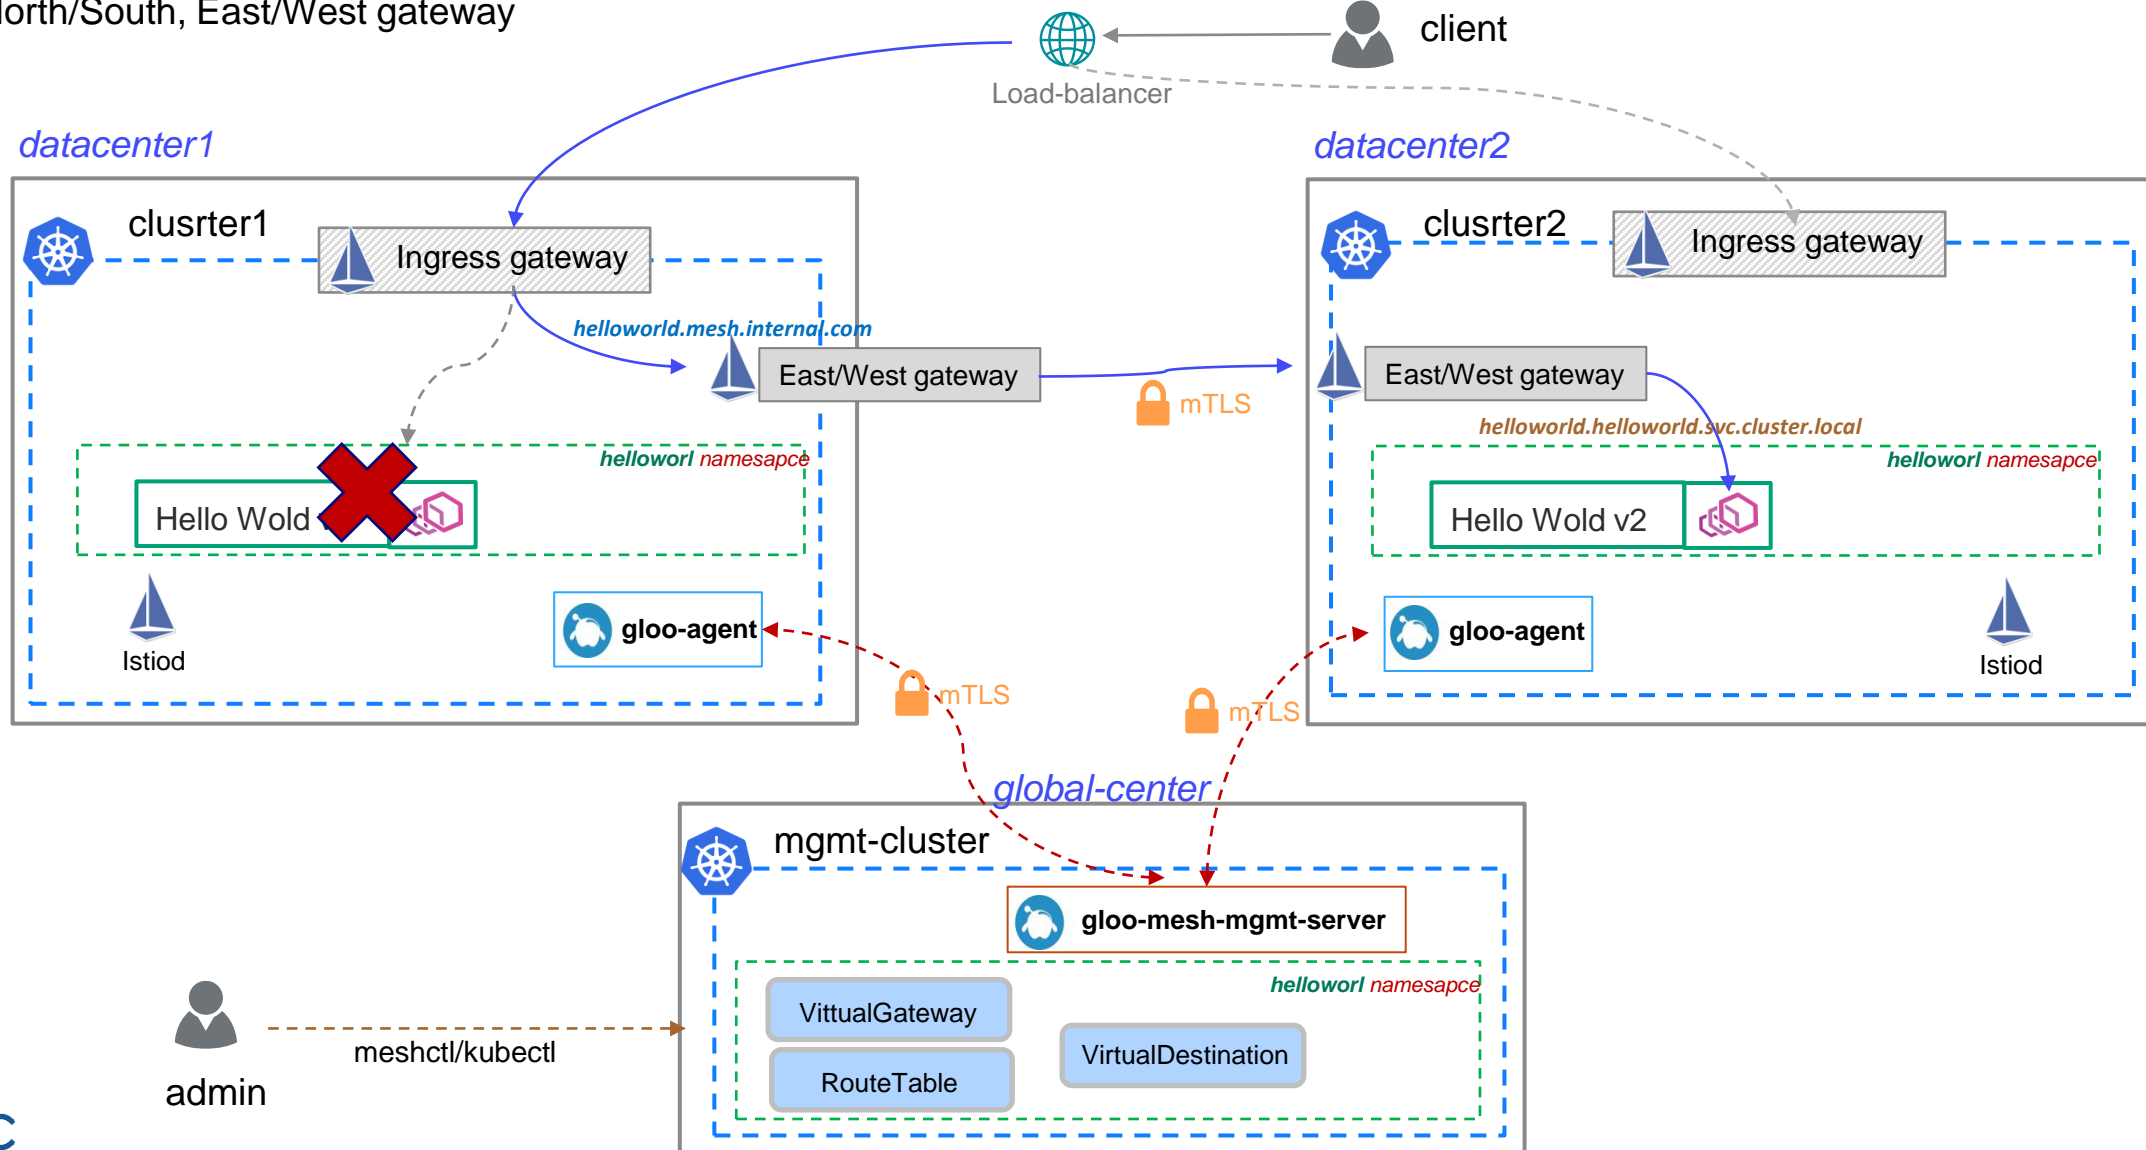 North/South, East/West gateway
client
Load-balancer
datacenter1
datacenter2
clusrter1
clusrter2
Ingress gateway
Ingress gateway
helloworld.mesh.internal.com
East/West gateway
mTLS
East/West gateway
helloworld.helloworld.svc.cluster.local
helloworl namesapce
helloworl namesapce
Hello Wold
Hello Wold v2
gloo-agent
gloo-agent
Istiod
Istiod
mTLS
mTLS
global-center
mgmt-cluster
gloo-mesh-mgmt-server
helloworl namesapce
VittualGateway
VirtualDestination
RouteTable
meshctl/kubectl
admin